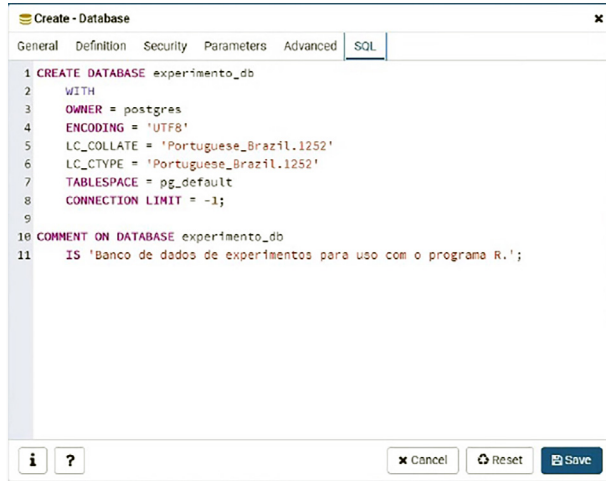 Create - Database
General Definition Security Parameters Advanced SQL
1 CREATE DATABASE experimento_db
2 WITH
3 OWNER = postgres
4 ENCODING = 'UTF8'
5 LC_COLLATE = 'Portuguese_Brazil.1252'
6 LC_CTYPE = 'Portuguese_Brazil.1252'
7 TABLESPACE = pg_default
8 CONNECTION LIMIT = -1;
9
10 COMMENT ON DATABASE experimento_db
11 IS 'Banco de dados de experimentos para uso com o programa R.';
i ? Cancel Reset Save